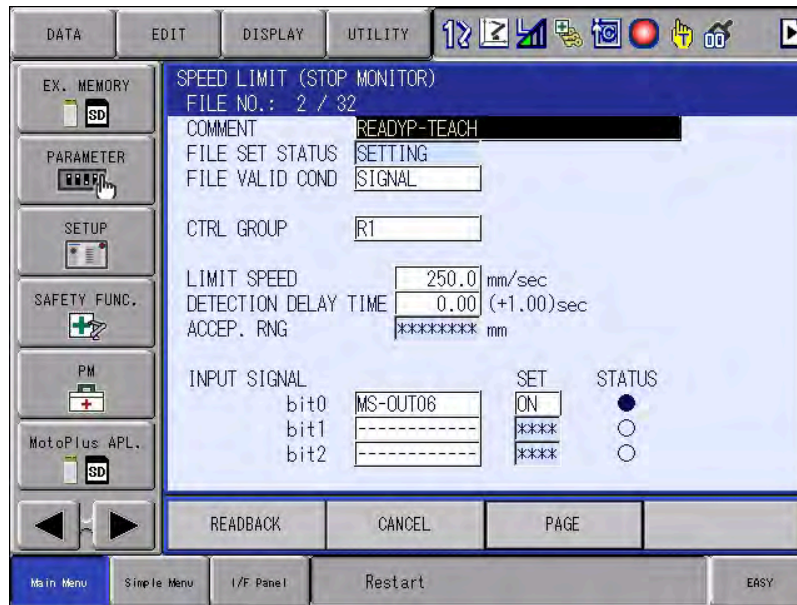 DATA EDIT DISPLAY UTILITY
EX. MEMORY
SD
PARAMETER
SETUP
SAFETY FUNC.
PM
MotoPlus APL.
SD
SPEED LIMIT (STOP MONITOR)
FILE NO.: 2 / 32
COMMENT READYP-TEACH
FILE SET STATUS SETTING
FILE VALID COND SIGNAL
CTRL GROUP R1
LIMIT SPEED 250.0 mm/sec
DETECTION DELAY TIME 0.00 (+1.00)sec
ACCEP. RNG ******** mm
INPUT SIGNAL SET STATUS
bit0 MS-OUT06 ON
bit1 ------------ ****
bit2 ------------ ****
READBACK CANCEL PAGE
Main Menu Simple Menu I/F Panel Restart EASY